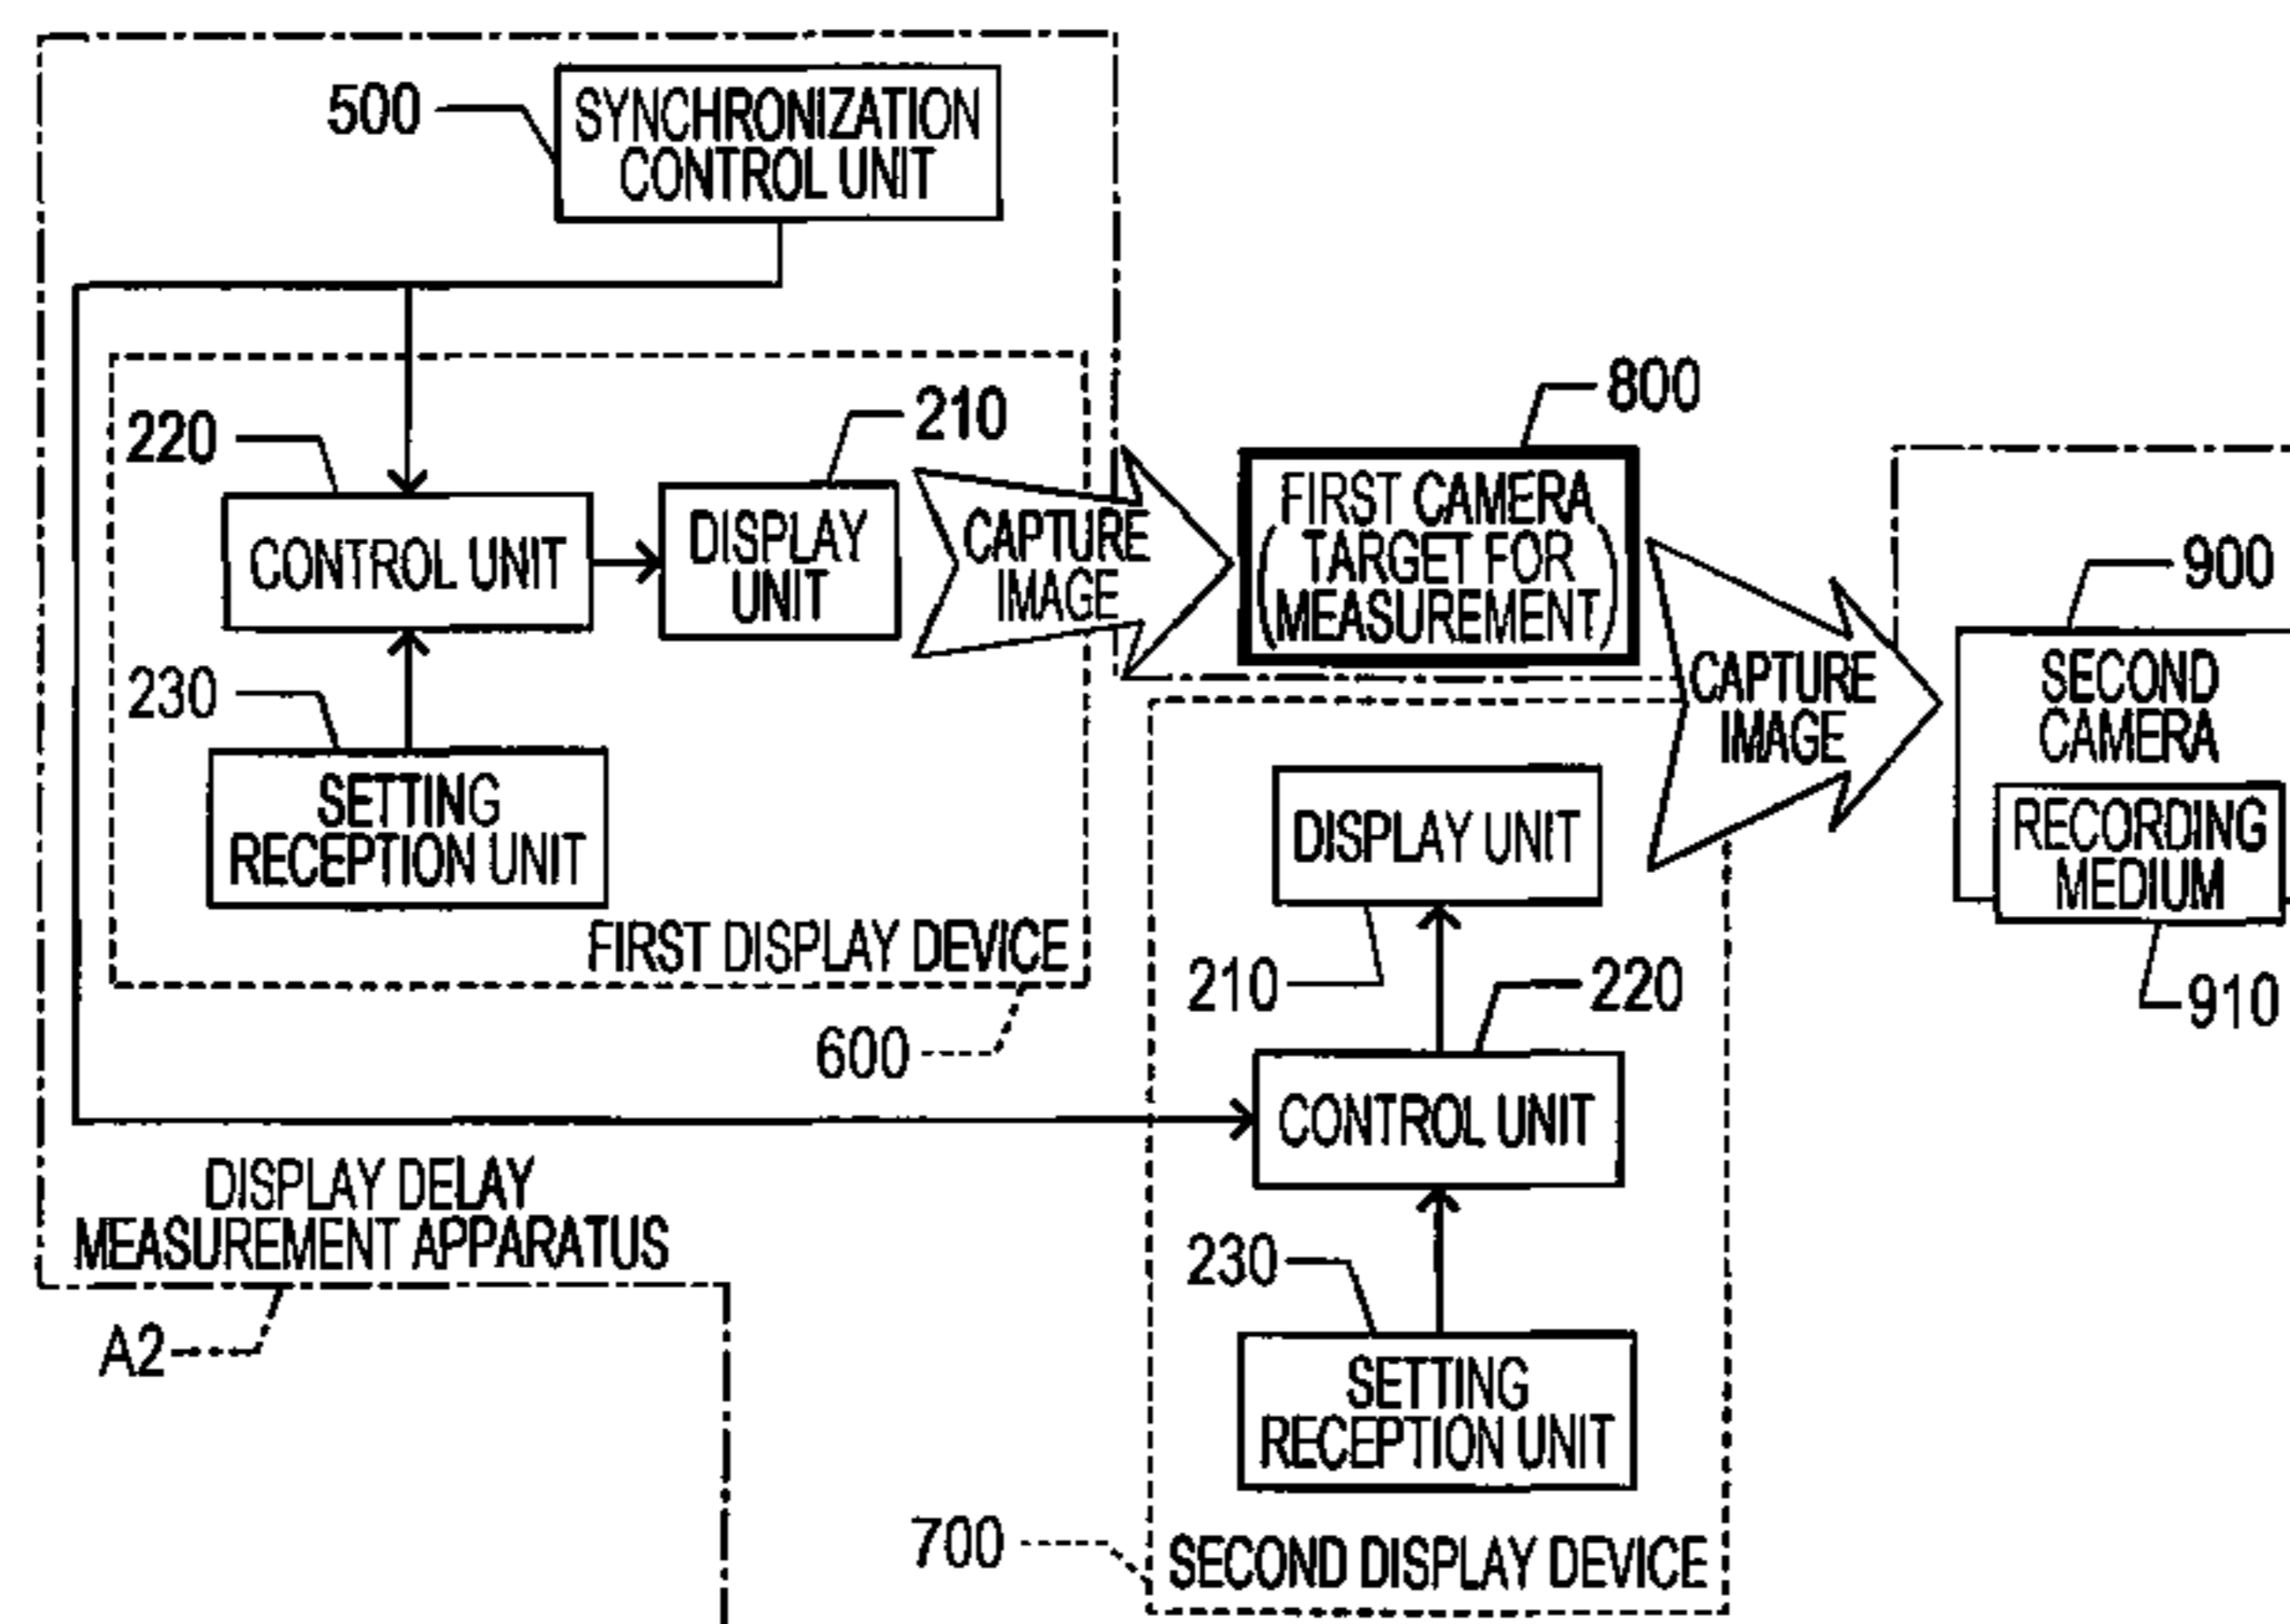 500
SYNCHRONIZATION
CONTROL UNIT
220
CONTROL UNIT
210
DISPLAY
UNIT
230
SETTING
RECEPTION UNIT
FIRST DISPLAY DEVICE
600
CAPTURE
IMAGE
800
FIRST CAMERA
(TARGET FOR
MEASUREMENT)
CAPTURE
IMAGE
900
SECOND
CAMERA
RECORDING
MEDIUM
910
DISPLAY UNIT
210
220
CONTROL UNIT
230
SETTING
RECEPTION UNIT
700
SECOND DISPLAY DEVICE
DISPLAY DELAY
MEASUREMENT APPARATUS
A2